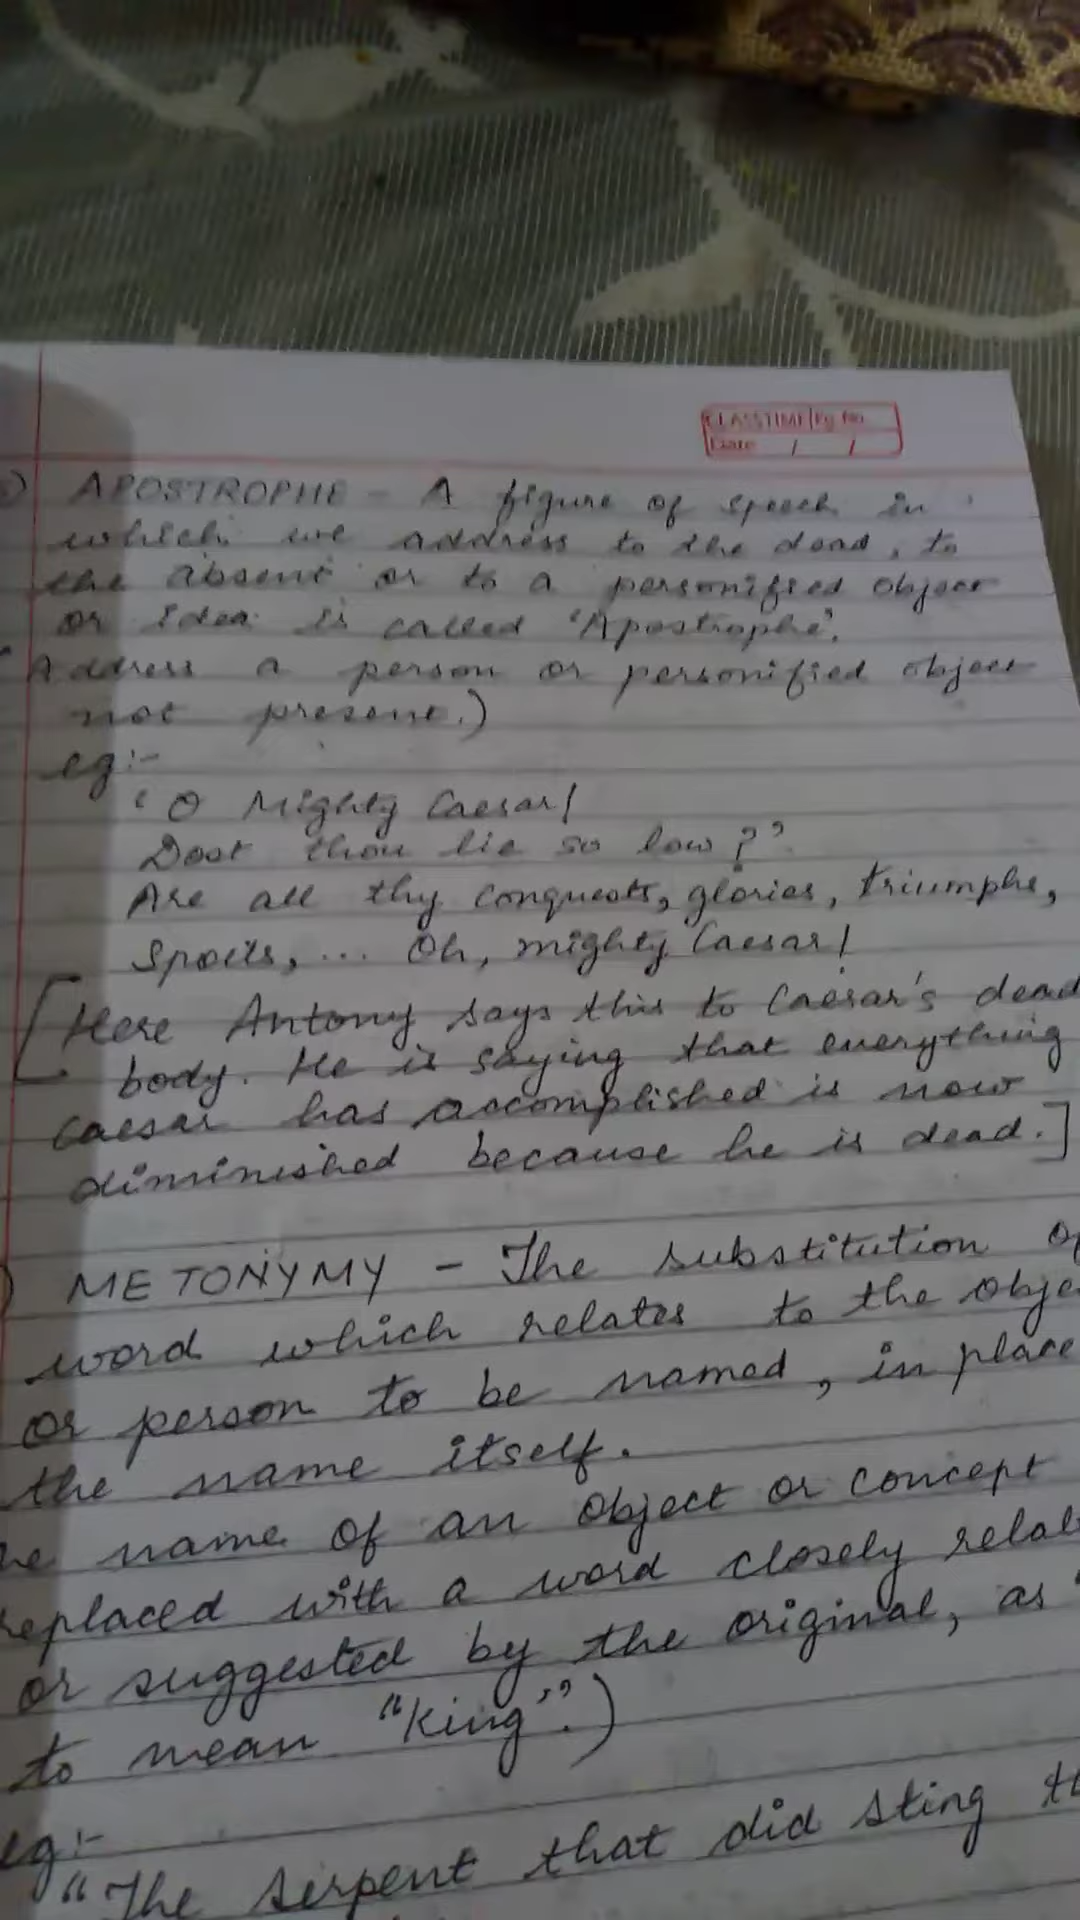 CLASSTIME Pg. No.
Date / /
) APOSTROPHE - A figure of speech in
which we address to the dead, to
the absent or to a personified object
or idea is called 'Apostrophe'.
(Address a person or personified object
not present.)
eg:-
'O Mighty Caesar!
Dost thou lie so low?'
Are all thy conquests, glories, triumphs,
Spoils, ... Oh, mighty Caesar!
[Here Antony says this to Caesar's dead
body. He is saying that everything
Caesar has accomplished is now
diminished because he is dead.]
) METONYMY - The substitution of
word which relates to the obje
or person to be named, in place
the name itself.
he name of an object or concept
replaced with a word closely relat
or suggested by the original, as "
to mean "king".)
eg:-
"The serpent that did sting th